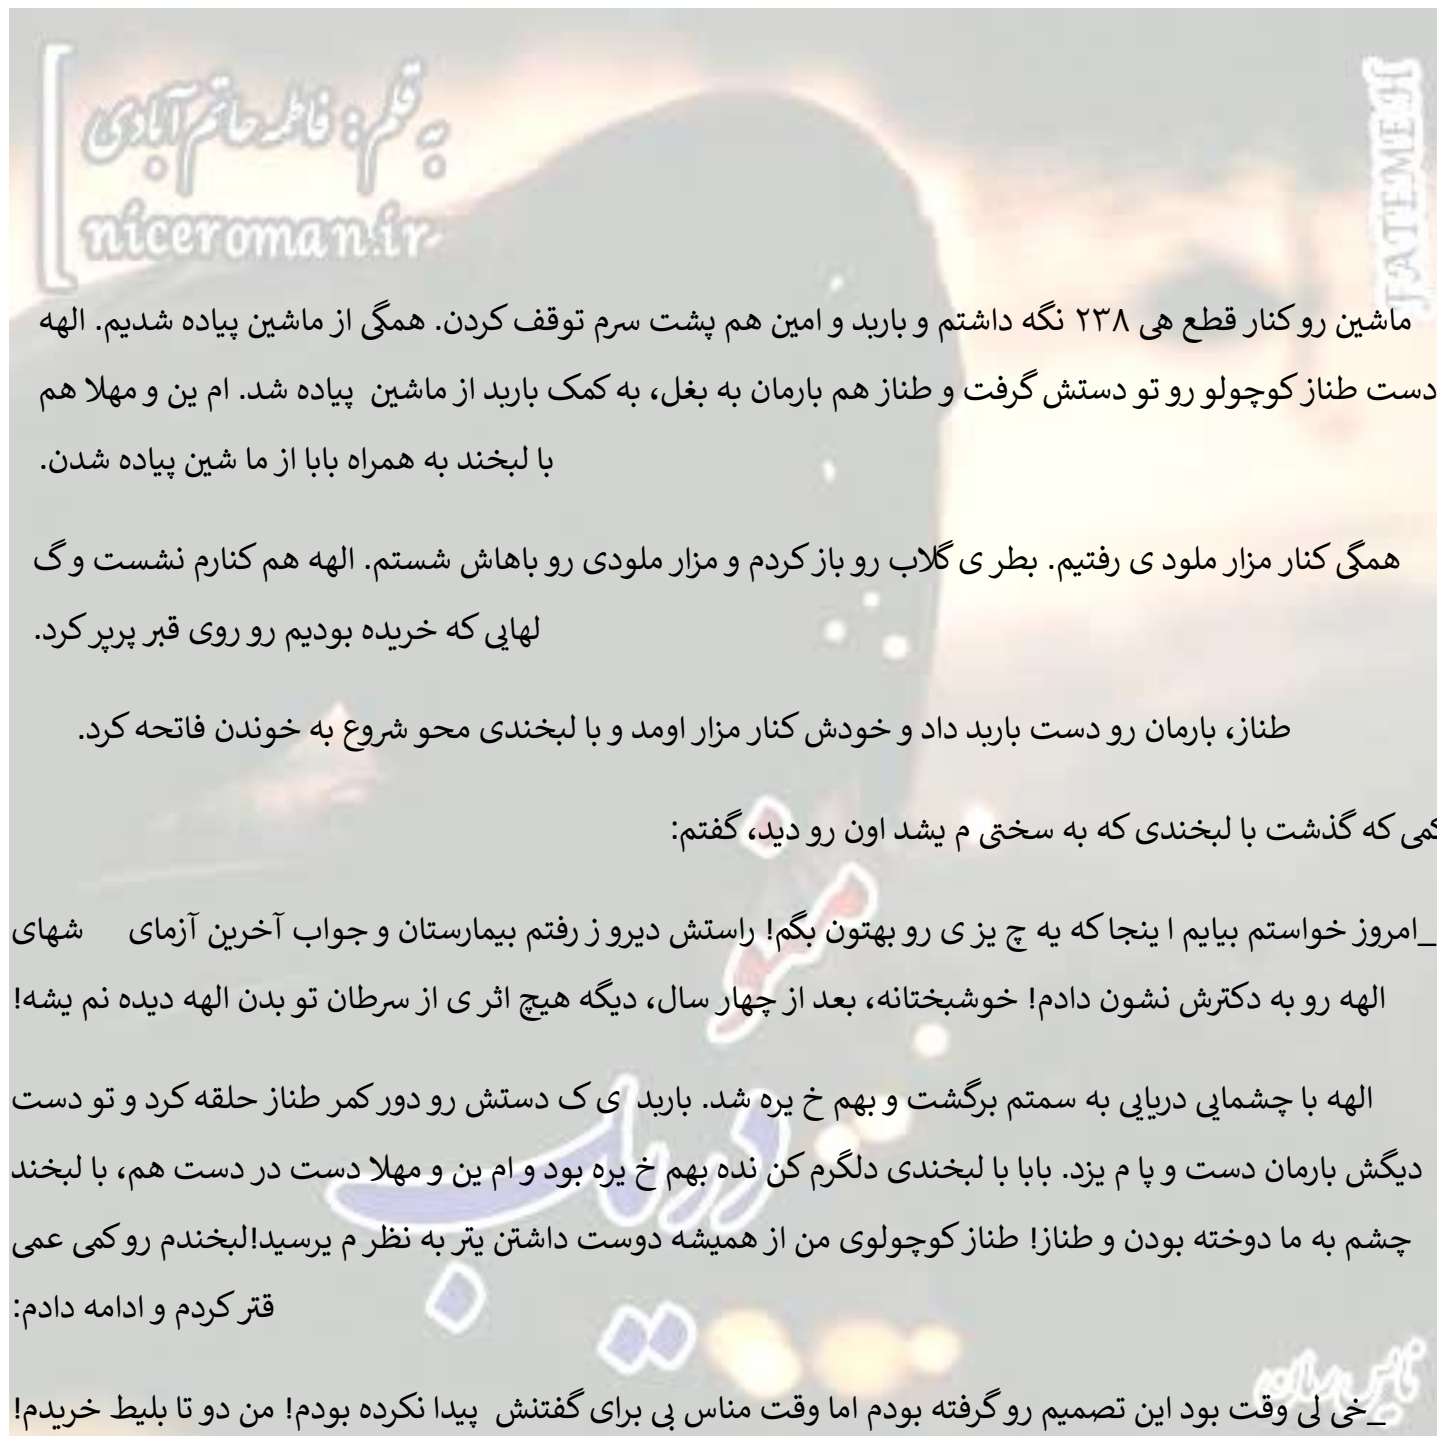 به قلم: فاطمه حاتم آبادی
niceroman.ir
FATEMEH
ماشین رو کنار قطع هی ۲۳۸ نگه داشتم و باربد و امین هم پشت سرم توقف کردن. همگی از ماشین پیاده شدیم. الهه
دست طناز کوچولو رو تو دستش گرفت و طناز هم بارمان به بغل، به کمک باربد از ماشین پیاده شد. ام ین و مهلا هم
با لبخند به همراه بابا از ما شین پیاده شدن.
همگی کنار مزار ملود ی رفتیم. بطر ی گلاب رو باز کردم و مزار ملودی رو باهاش شستم. الهه هم کنارم نشست و گ
لهایی که خریده بودیم رو روی قبر پرپر کرد.
طناز، بارمان رو دست باربد داد و خودش کنار مزار اومد و با لبخندی محو شروع به خوندن فاتحه کرد.
کمی که گذشت با لبخندی که به سختی م یشد اون رو دید، گفتم:
_امروز خواستم بیایم ا ینجا که یه چ یز ی رو بهتون بگم! راستش دیرو ز رفتم بیمارستان و جواب آخرین آزمای شهای
الهه رو به دکترش نشون دادم! خوشبختانه، بعد از چهار سال، دیگه هیچ اثر ی از سرطان تو بدن الهه دیده نم یشه!
الهه با چشمایی دریایی به سمتم برگشت و بهم خ یره شد. باربد ی ک دستش رو دور کمر طناز حلقه کرد و تو دست
دیگش بارمان دست و پا م یزد. بابا با لبخندی دلگرم کن نده بهم خ یره بود و ام ین و مهلا دست در دست هم، با لبخند
چشم به ما دوخته بودن و طناز! طناز کوچولوی من از همیشه دوست داشتن یتر به نظر م یرسید!لبخندم رو کمی عمی
قتر کردم و ادامه دادم:
_خی لی وقت بود این تصمیم رو گرفته بودم اما وقت مناس بی برای گفتنش پیدا نکرده بودم! من دو تا بلیط خریدم!
منو
دریاب
نایس رمان